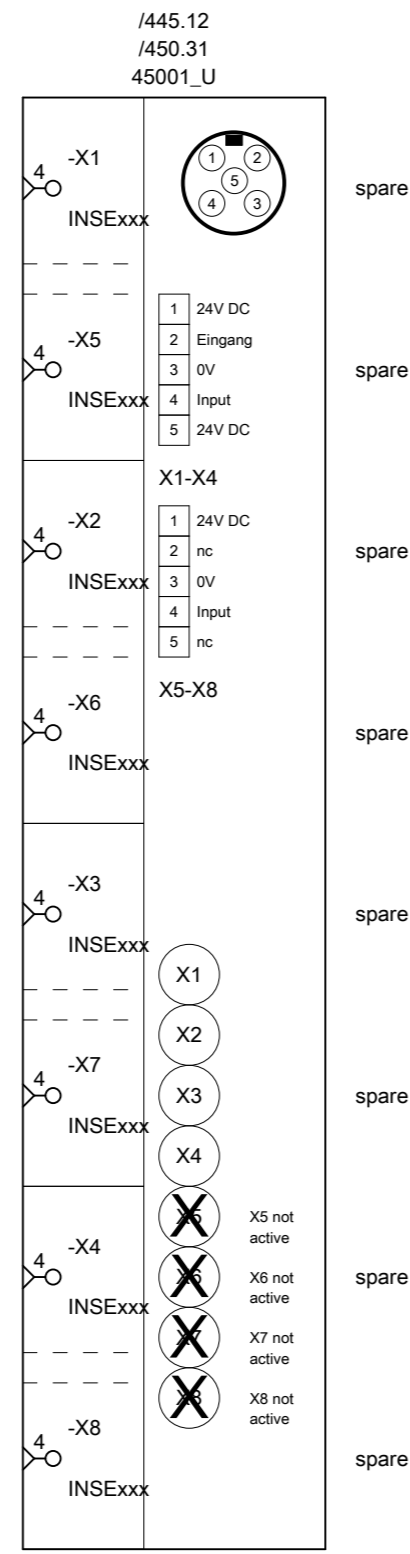 /445.12
/450.31
45001_U
4 -X1
INSExxx
1 2
5
4 3
spare
4 -X5
INSExxx
1 24V DC
2 Eingang
3 0V
4 Input
5 24V DC
spare
X1-X4
4 -X2
INSExxx
1 24V DC
2 nc
3 0V
4 Input
5 nc
spare
X5-X8
4 -X6
INSExxx
spare
4 -X3
INSExxx
spare
X1
X2
4 -X7
INSExxx
X3
spare
X4
X5 X5 not
active
4 -X4
INSExxx
X6 X6 not
active
spare
X7 X7 not
active
X8 X8 not
active
4 -X8
INSExxx
spare